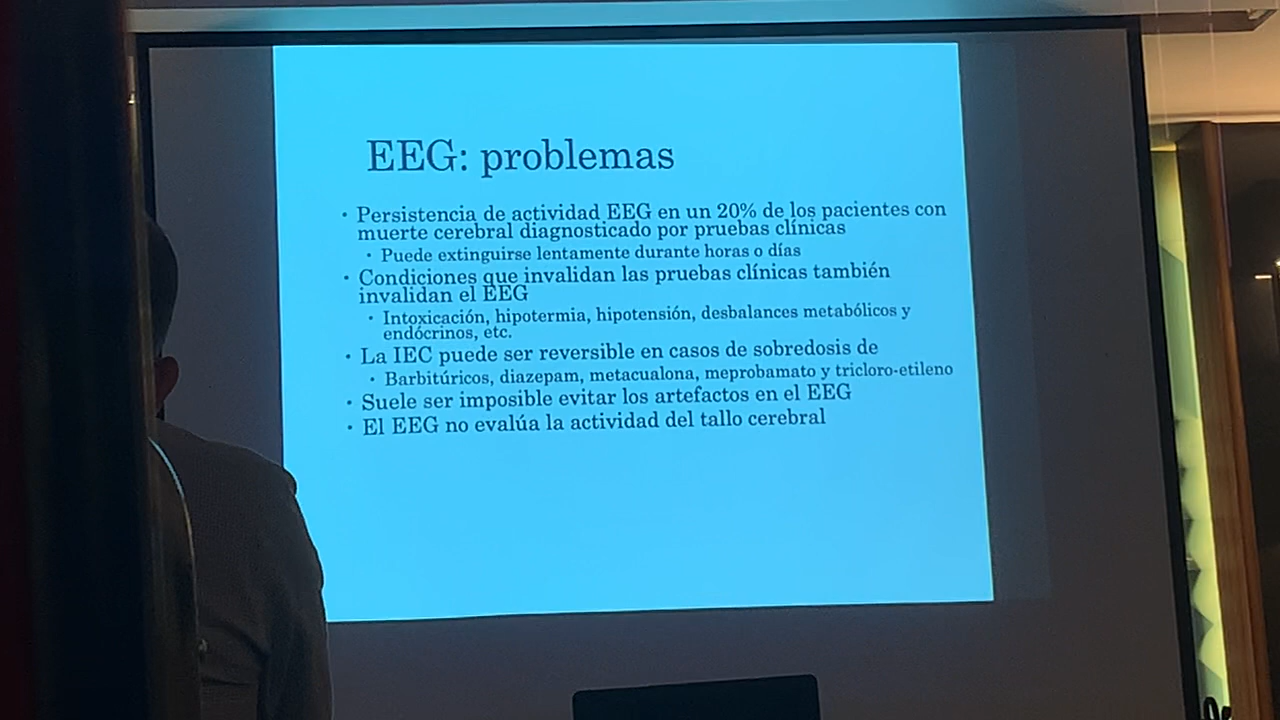 EEG: problemas
• Persistencia de actividad EEG en un 20% de los pacientes con
muerte cerebral diagnosticado por pruebas clínicas
• Puede extinguirse lentamente durante horas o días
• Condiciones que invalidan las pruebas clínicas también
invalidan el EEG
• Intoxicación, hipotermia, hipotensión, desbalances metabólicos y
endócrinos, etc.
• La IEC puede ser reversible en casos de sobredosis de
• Barbitúricos, diazepam, metacualona, meprobamato y tricloro-etileno
• Suele ser imposible evitar los artefactos en el EEG
• El EEG no evalúa la actividad del tallo cerebral